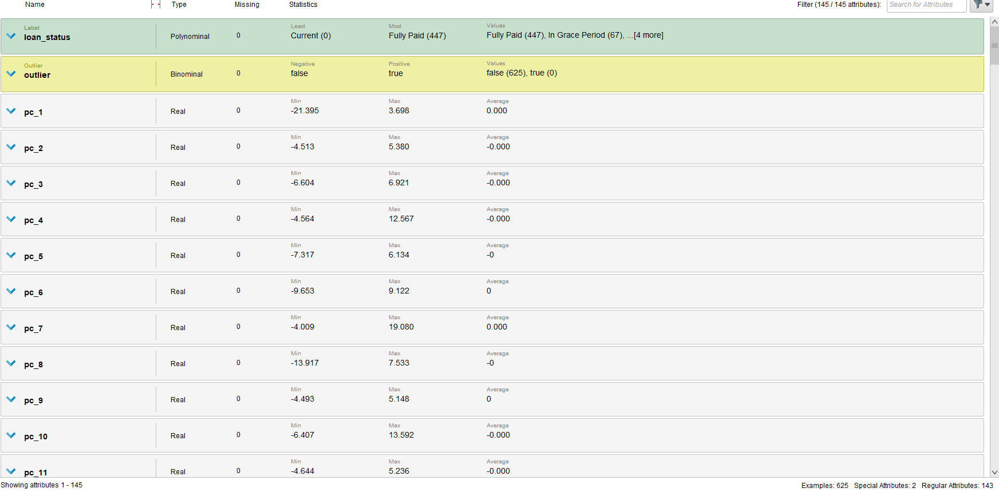 Name Type Missing Statistics Filter (145 / 145 attributes): Search for Attributes
Label Least Most Values
loan_status Polynominal 0 Current (0) Fully Paid (447) Fully Paid (447), In Grace Period (67), ...[4 more]
Outlier Negative Positive Values
outlier Binominal 0 false true false (625), true (0)
Min Max Average
pc_1 Real 0 -21.395 3.698 0.000
Min Max Average
pc_2 Real 0 -4.513 5.380 -0.000
Min Max Average
pc_3 Real 0 -6.604 6.921 -0.000
Min Max Average
pc_4 Real 0 -4.564 12.567 -0.000
Min Max Average
pc_5 Real 0 -7.317 6.134 -0
Min Max Average
pc_6 Real 0 -9.653 9.122 0
Min Max Average
pc_7 Real 0 -4.009 19.080 0.000
Min Max Average
pc_8 Real 0 -13.917 7.533 -0
Min Max Average
pc_9 Real 0 -4.493 5.148 0
Min Max Average
pc_10 Real 0 -6.407 13.592 -0.000
Min Max Average
pc_11 Real 0 -4.644 5.236 -0.000
Showing attributes 1 - 145 Examples: 625 Special Attributes: 2 Regular Attributes: 143